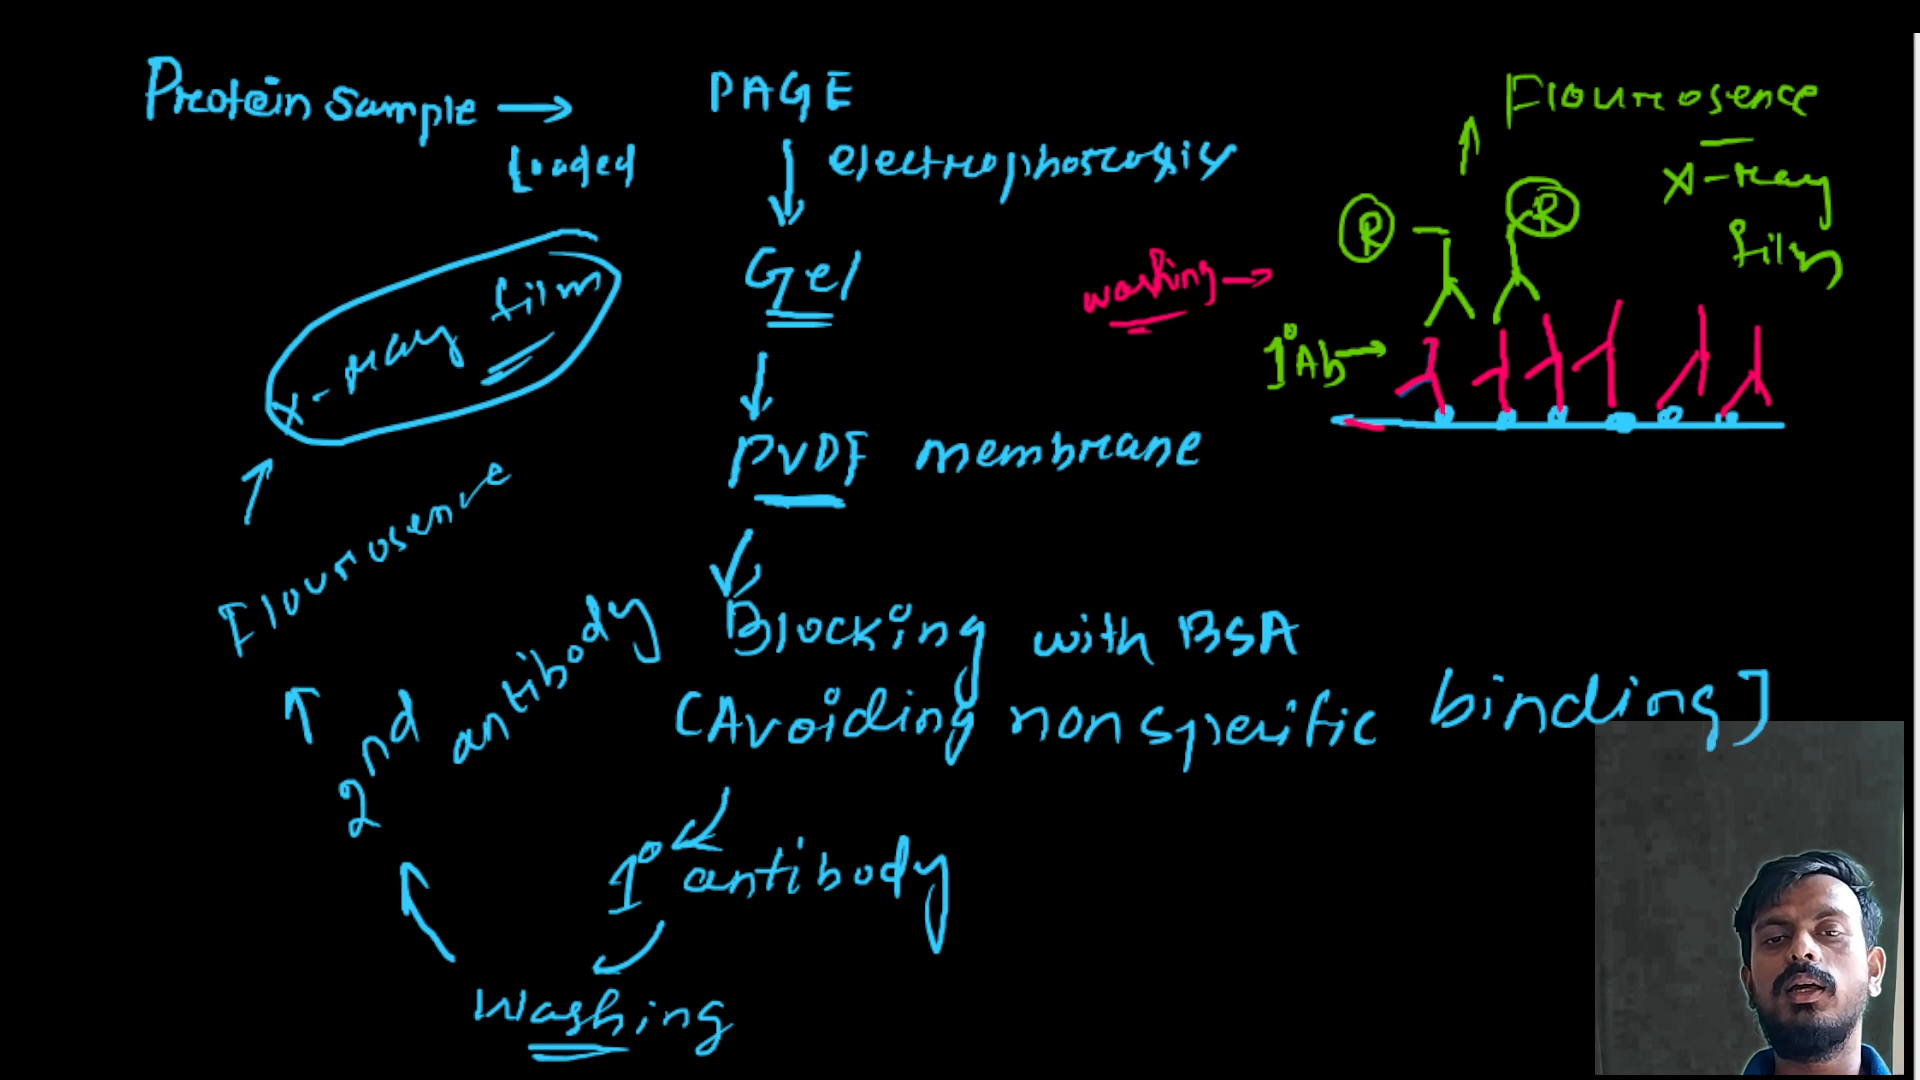 Protein sample → PAGE
loaded
electrophoresis
Gel
PVDF membrane
Blocking with BSA
(Avoiding nonspecific binding]
1° antibody
Washing
2nd antibody
Flourosence
x-ray film
Flourosence
x-ray
film
R R
washing →
1°Ab →